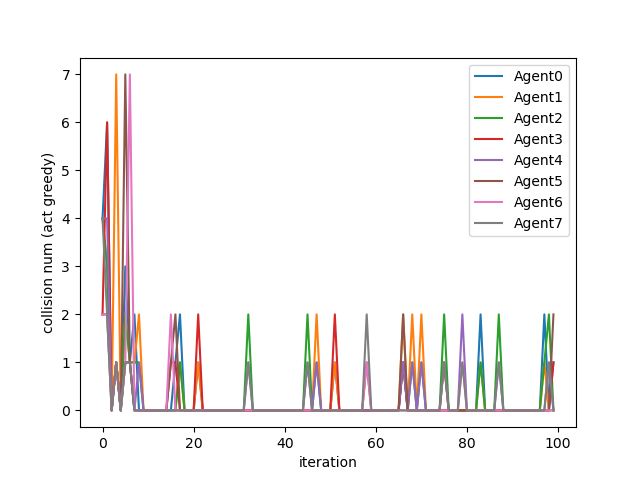 7
6
5
4
3
2
1
0
collision num (act greedy)
0 20 40 60 80 100
iteration
Agent0
Agent1
Agent2
Agent3
Agent4
Agent5
Agent6
Agent7